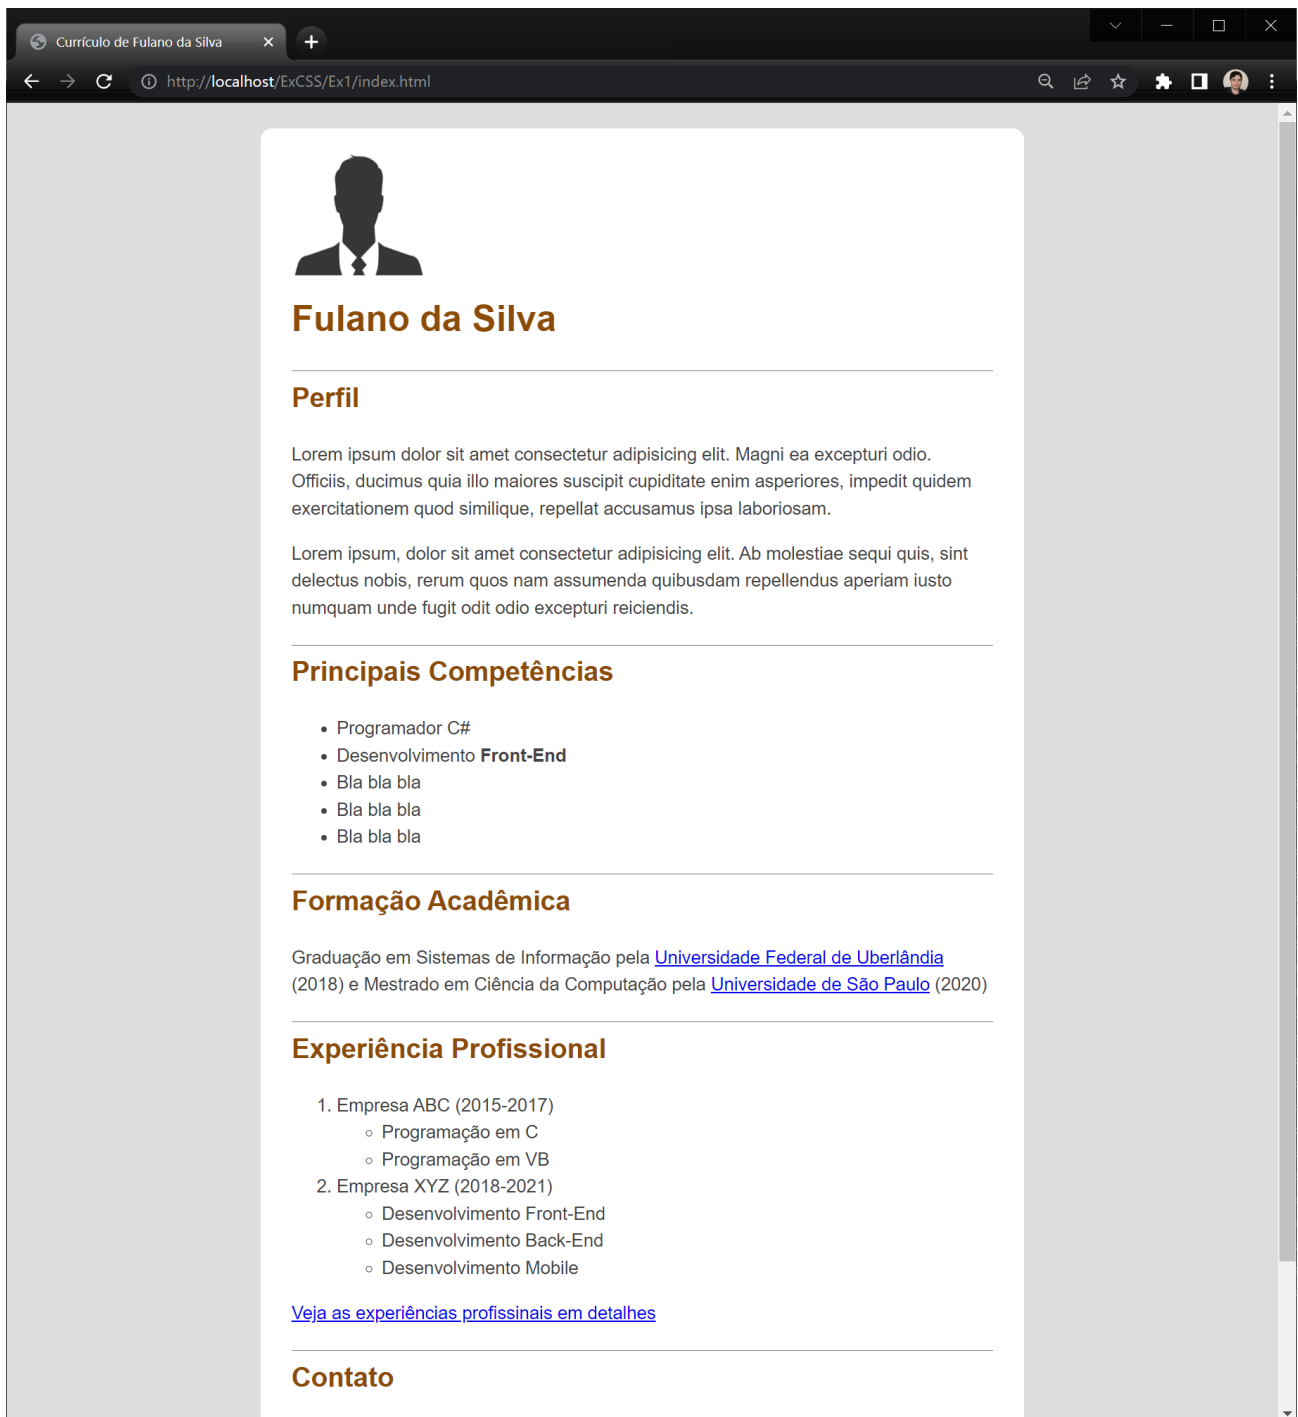 Currículo de Fulano da Silva
http://localhost/ExCSS/Ex1/index.html
Fulano da Silva
Perfil
Lorem ipsum dolor sit amet consectetur adipisicing elit. Magni ea excepturi odio.
Officiis, ducimus quia illo maiores suscipit cupiditate enim asperiores, impedit quidem
exercitationem quod similique, repellat accusamus ipsa laboriosam.
Lorem ipsum, dolor sit amet consectetur adipisicing elit. Ab molestiae sequi quis, sint
delectus nobis, rerum quos nam assumenda quibusdam repellendus aperiam iusto
numquam unde fugit odit odio excepturi reiciendis.
Principais Competências
Programador C#
Desenvolvimento Front-End
Bla bla bla
Bla bla bla
Bla bla bla
Formação Acadêmica
Graduação em Sistemas de Informação pela Universidade Federal de Uberlândia
(2018) e Mestrado em Ciência da Computação pela Universidade de São Paulo (2020)
Experiência Profissional
1. Empresa ABC (2015-2017)
Programação em C
Programação em VB
2. Empresa XYZ (2018-2021)
Desenvolvimento Front-End
Desenvolvimento Back-End
Desenvolvimento Mobile
Veja as experiências profissinais em detalhes
Contato